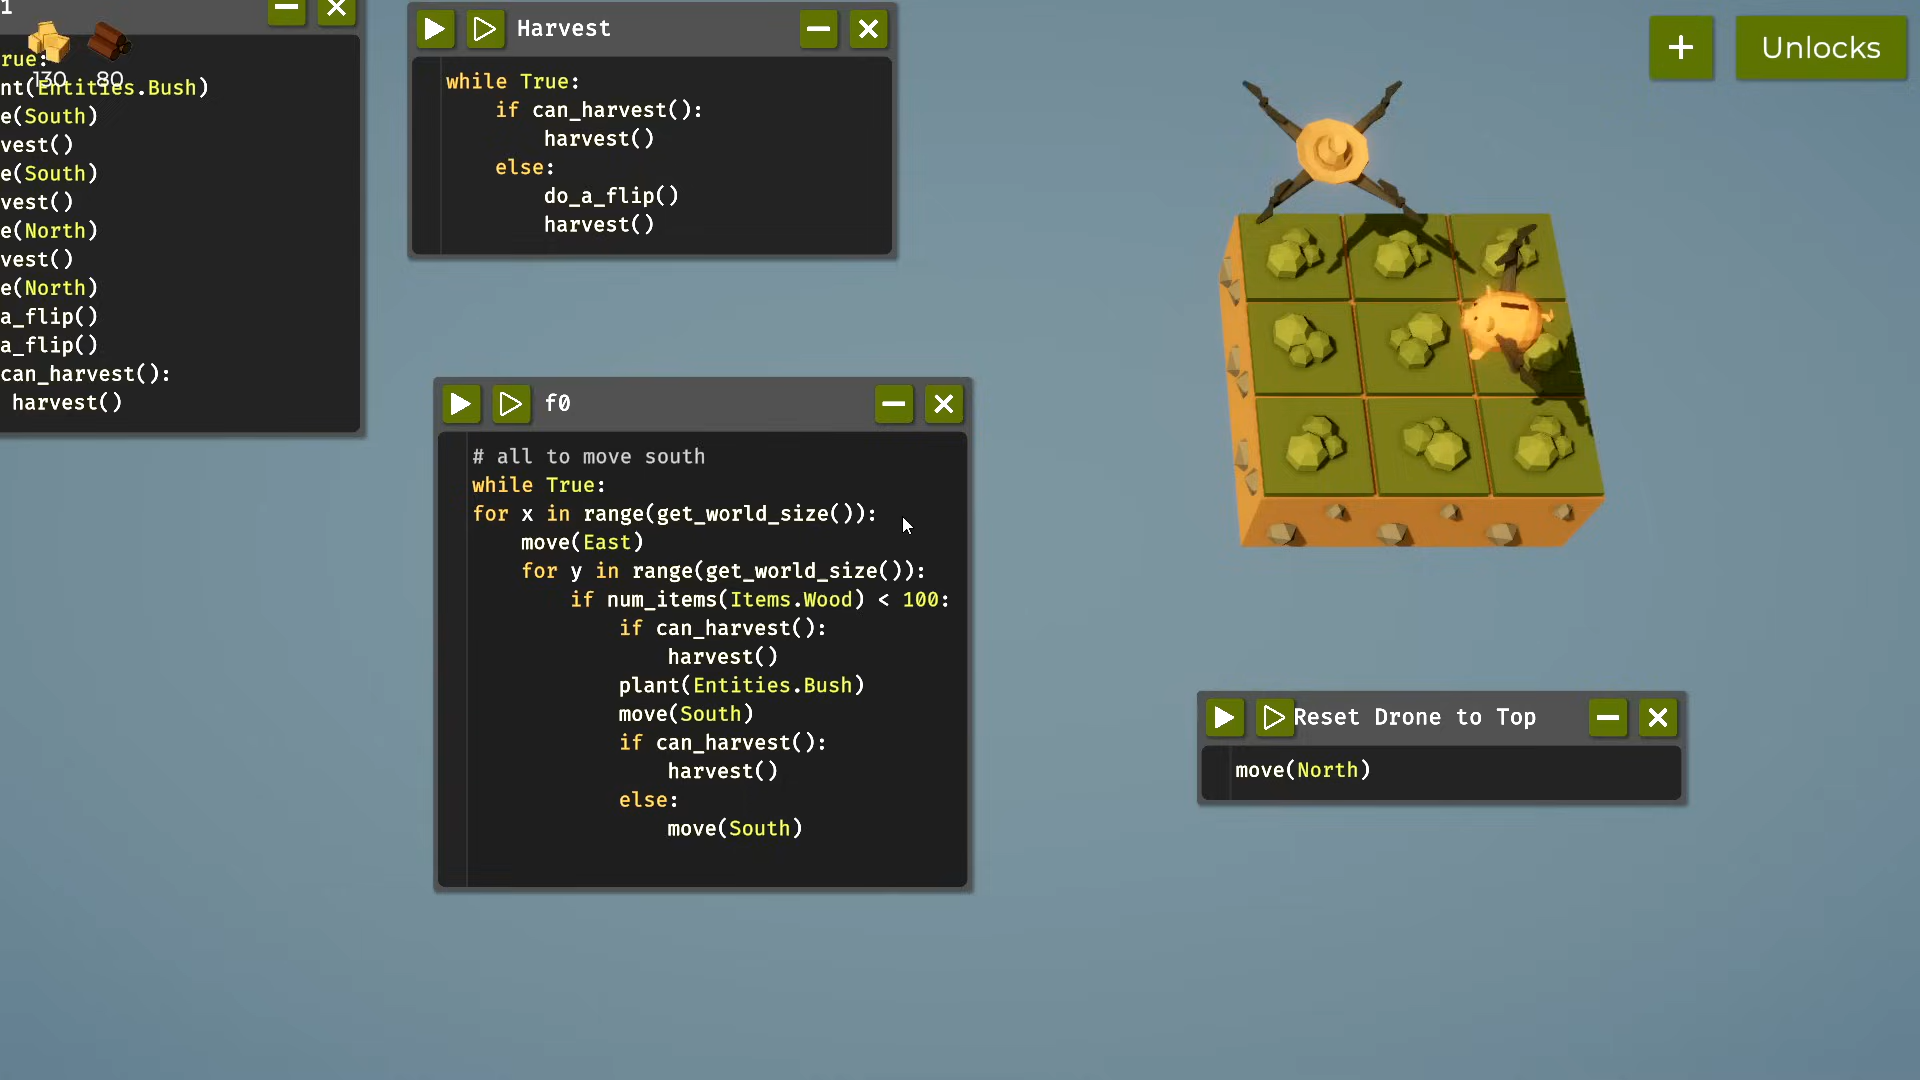 1
rue:
nt(Entities.Bush)
e(South)
vest()
e(South)
vest()
e(North)
vest()
e(North)
a_flip()
a_flip()
can_harvest():
harvest()
130 80
Harvest
while True:
if can_harvest():
harvest()
else:
do_a_flip()
harvest()
+ Unlocks
f0
# all to move south
while True:
for x in range(get_world_size()):
move(East)
for y in range(get_world_size()):
if num_items(Items.Wood) < 100:
if can_harvest():
harvest()
plant(Entities.Bush)
move(South)
if can_harvest():
harvest()
else:
move(South)
Reset Drone to Top
move(North)